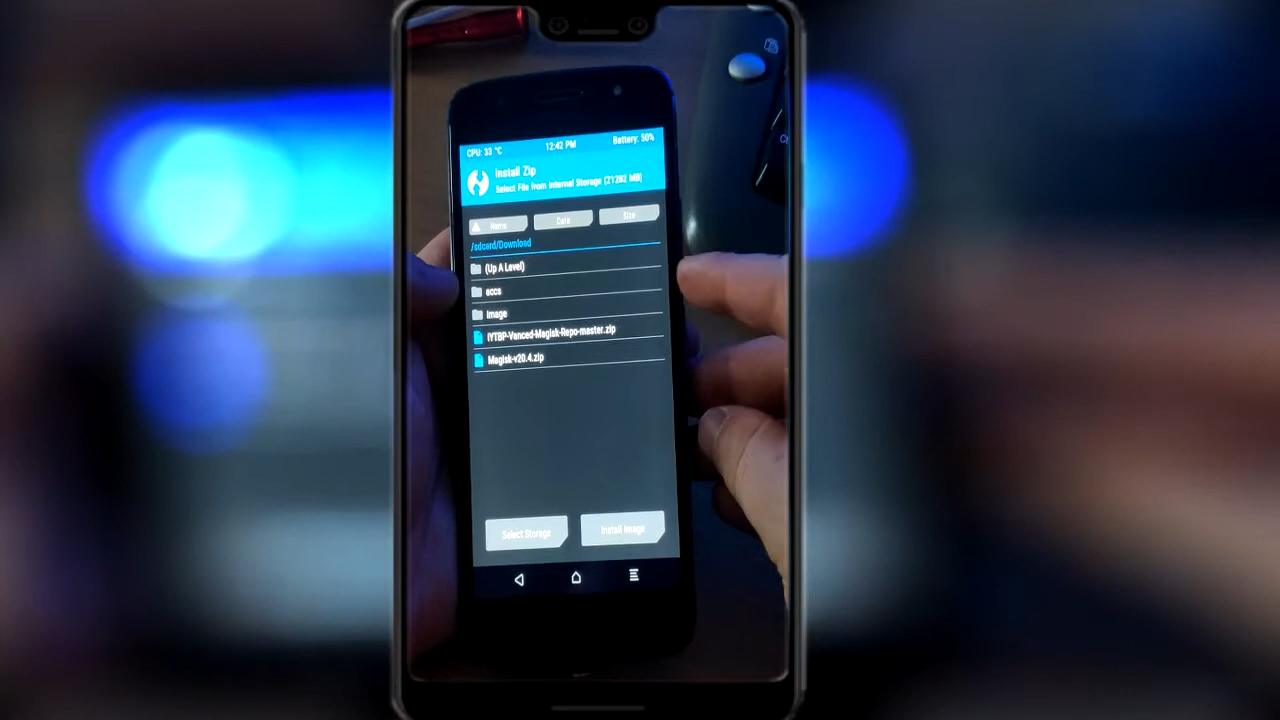 CPU: 33 °C 12:42 PM Battery: 50%
Install Zip
Select File from Internal Storage (21282 MB)
Name Date Size
/sdcard/Download
(Up A Level)
accs
image
iYTBP-Vanced-Magisk-Repo-master.zip
Magisk-v20.4.zip
Select Storage Install Image